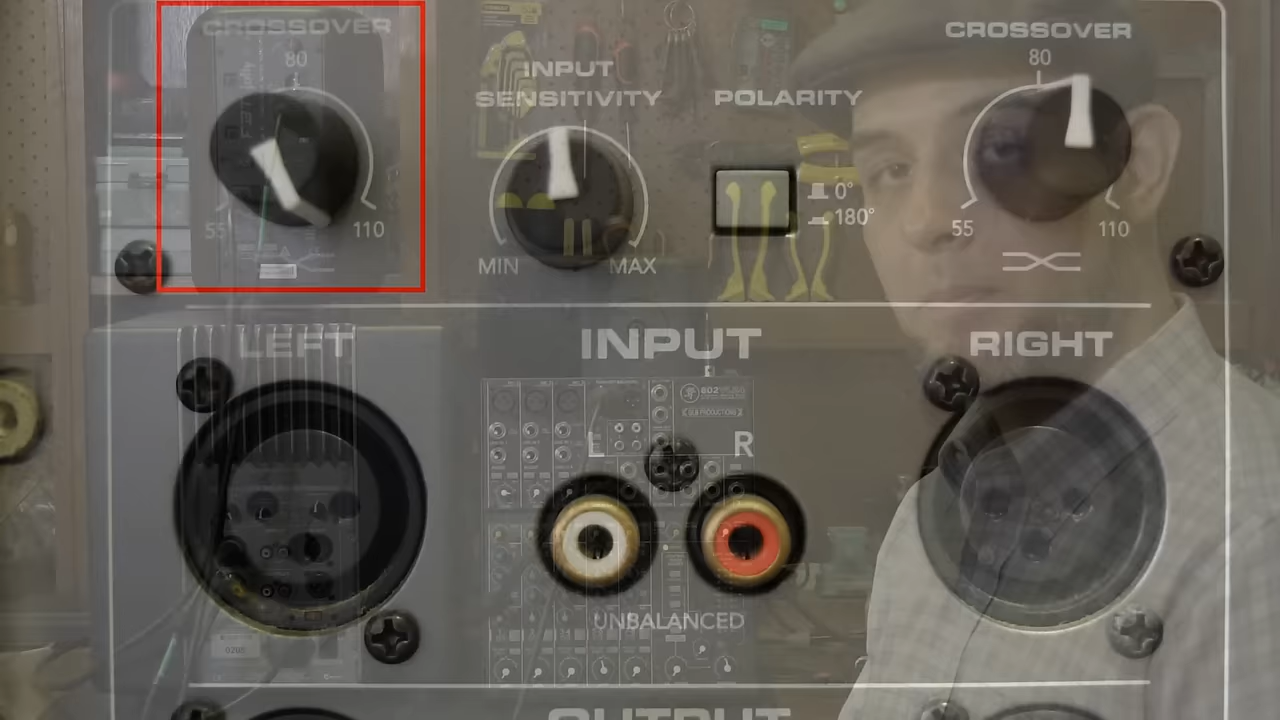 CROSSOVER
80
55
110
INPUT
SENSITIVITY
MIN
MAX
POLARITY
0°
180°
CROSSOVER
80
55
110
LEFT
INPUT
RIGHT
L
R
UNBALANCED
OUTPUT